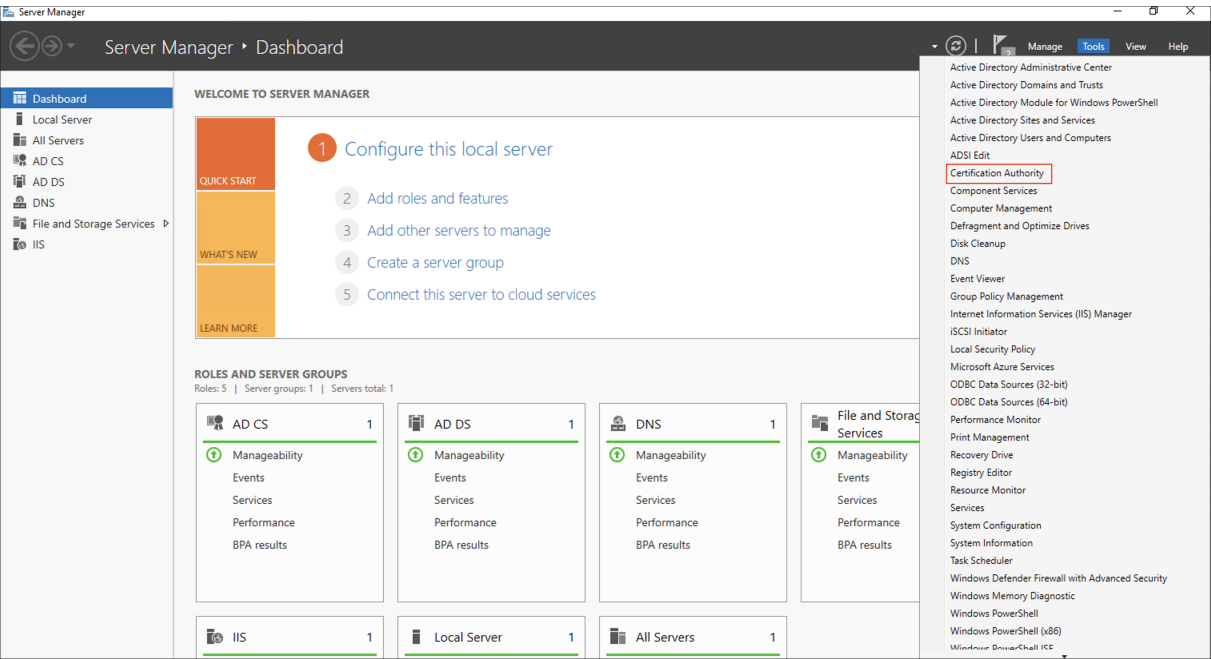 Server Manager
Server Manager ‣ Dashboard
Manage Tools View Help
2
Dashboard
Local Server
All Servers
AD CS
AD DS
DNS
File and Storage Services
IIS
WELCOME TO SERVER MANAGER
QUICK START
WHAT'S NEW
LEARN MORE
1 Configure this local server
2 Add roles and features
3 Add other servers to manage
4 Create a server group
5 Connect this server to cloud services
ROLES AND SERVER GROUPS
Roles: 5 | Server groups: 1 | Servers total: 1
AD CS 1
Manageability
Events
Services
Performance
BPA results
AD DS 1
Manageability
Events
Services
Performance
BPA results
DNS 1
Manageability
Events
Services
Performance
BPA results
File and Storag
Services
Manageability
Events
Services
Performance
BPA results
IIS 1
Local Server 1
All Servers 1
Active Directory Administrative Center
Active Directory Domains and Trusts
Active Directory Module for Windows PowerShell
Active Directory Sites and Services
Active Directory Users and Computers
ADSI Edit
Certification Authority
Component Services
Computer Management
Defragment and Optimize Drives
Disk Cleanup
DNS
Event Viewer
Group Policy Management
Internet Information Services (IIS) Manager
iSCSI Initiator
Local Security Policy
Microsoft Azure Services
ODBC Data Sources (32-bit)
ODBC Data Sources (64-bit)
Performance Monitor
Print Management
Recovery Drive
Registry Editor
Resource Monitor
Services
System Configuration
System Information
Task Scheduler
Windows Defender Firewall with Advanced Security
Windows Memory Diagnostic
Windows PowerShell
Windows PowerShell (x86)
Windows PowerShell ISE